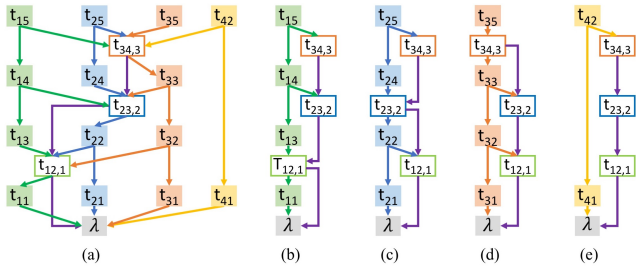 t15 t25 t35 t42 t15 t25 t35 t42
t34,3 t34,3 t34,3 t34,3 t34,3
t14 t24 t33 t14 t24 t33
t23,2 t23,2 t23,2 t23,2 t23,2
t13 t22 t32 t13 t22 t32
t12,1 T12,1 t12,1 t12,1 t12,1
t11 t21 t31 t41 t11 t21 t31 t41
λ λ λ λ λ
(a) (b) (c) (d) (e)